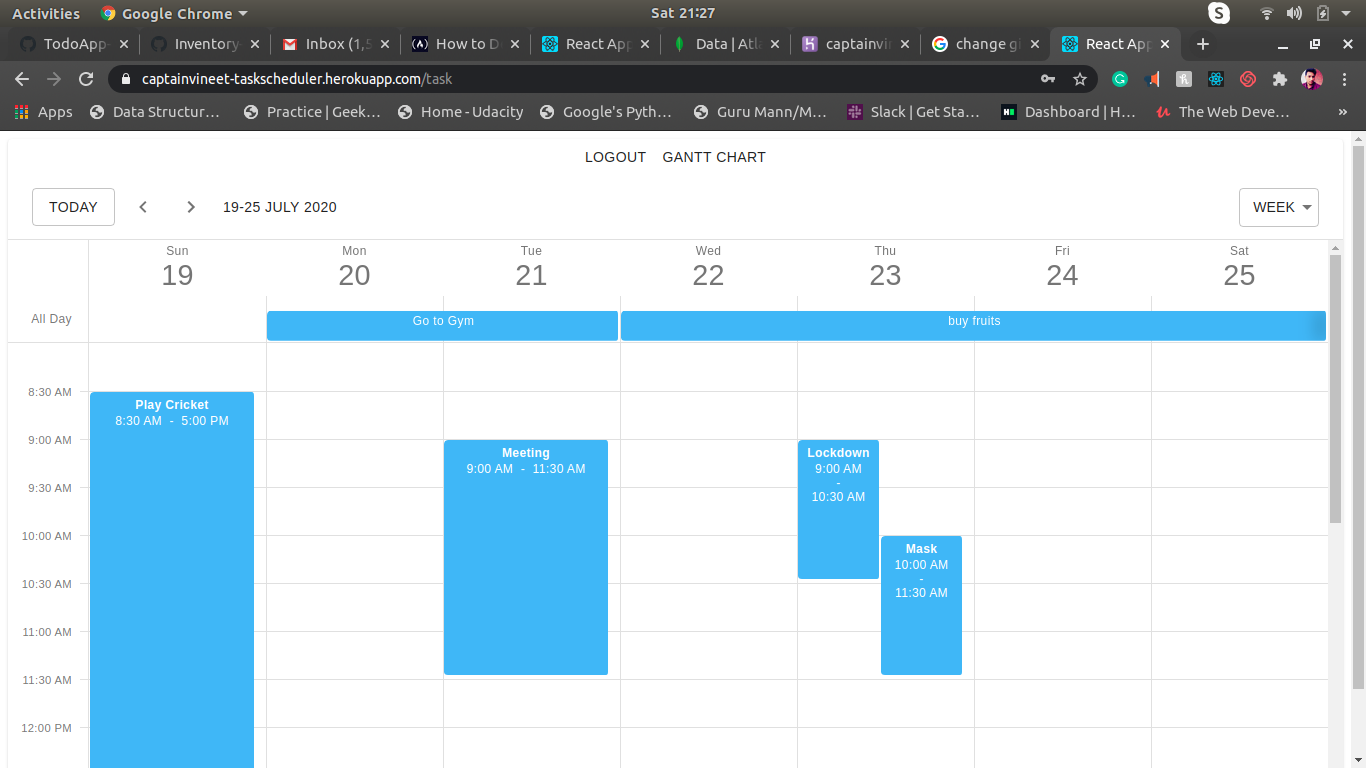 Activities Google Chrome Sat 21:27 S
TodoApp- Inventory Inbox (1,5 How to D React App Data | Atla captainvin change gi React App
captainvineet-taskscheduler.herokuapp.com/task
Apps Data Structur... Practice | Geek... Home - Udacity Google's Pyth... Guru Mann/M... Slack | Get Sta... Dashboard | H... The Web Deve... »
LOGOUT GANTT CHART
TODAY 19-25 JULY 2020 WEEK
Sun Mon Tue Wed Thu Fri Sat
19 20 21 22 23 24 25
All Day Go to Gym buy fruits
8:30 AM
9:00 AM
9:30 AM
10:00 AM
10:30 AM
11:00 AM
11:30 AM
12:00 PM
Play Cricket
8:30 AM - 5:00 PM
Meeting
9:00 AM - 11:30 AM
Lockdown
9:00 AM
-
10:30 AM
Mask
10:00 AM
-
11:30 AM